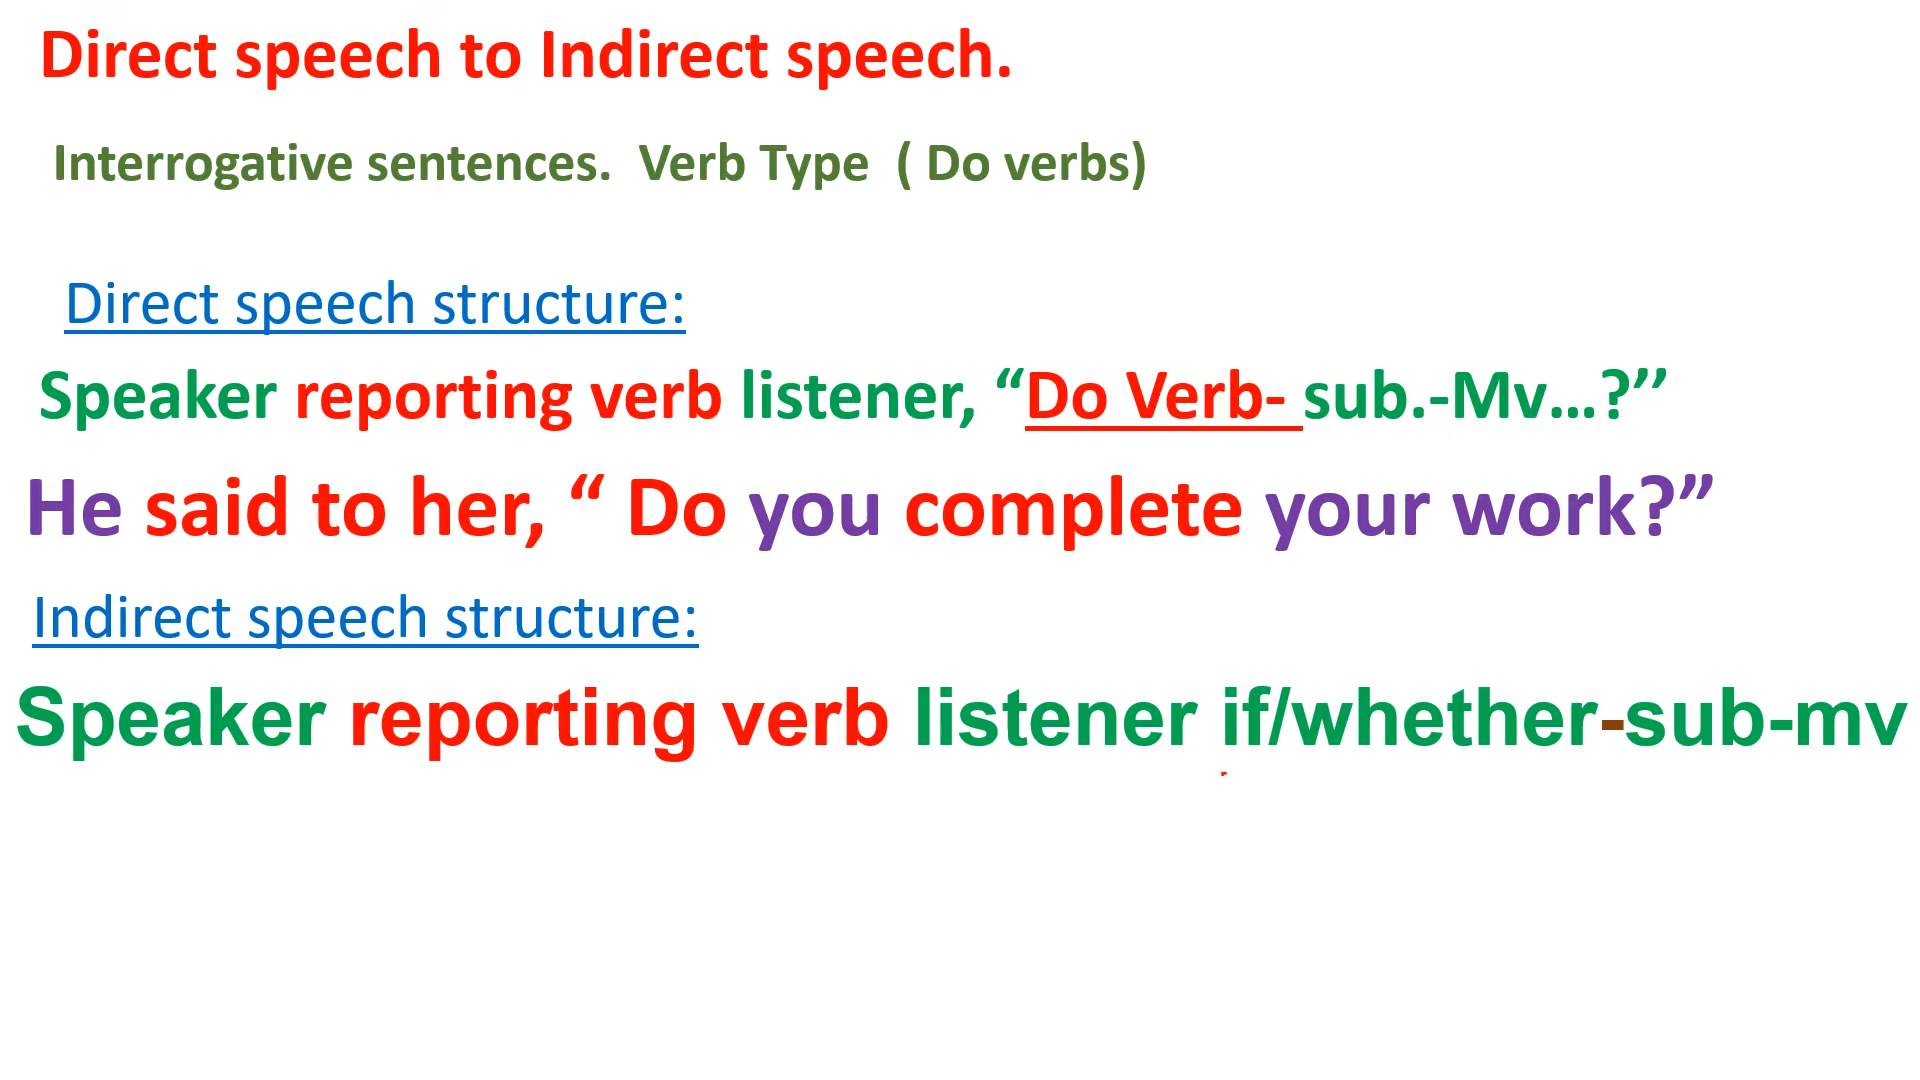 Direct speech to Indirect speech.
Interrogative sentences. Verb Type ( Do verbs)
Direct speech structure:
Speaker reporting verb listener, “Do Verb- sub.-Mv…?’’
He said to her, “ Do you complete your work?”
Indirect speech structure:
Speaker reporting verb listener if/whether-sub-mv